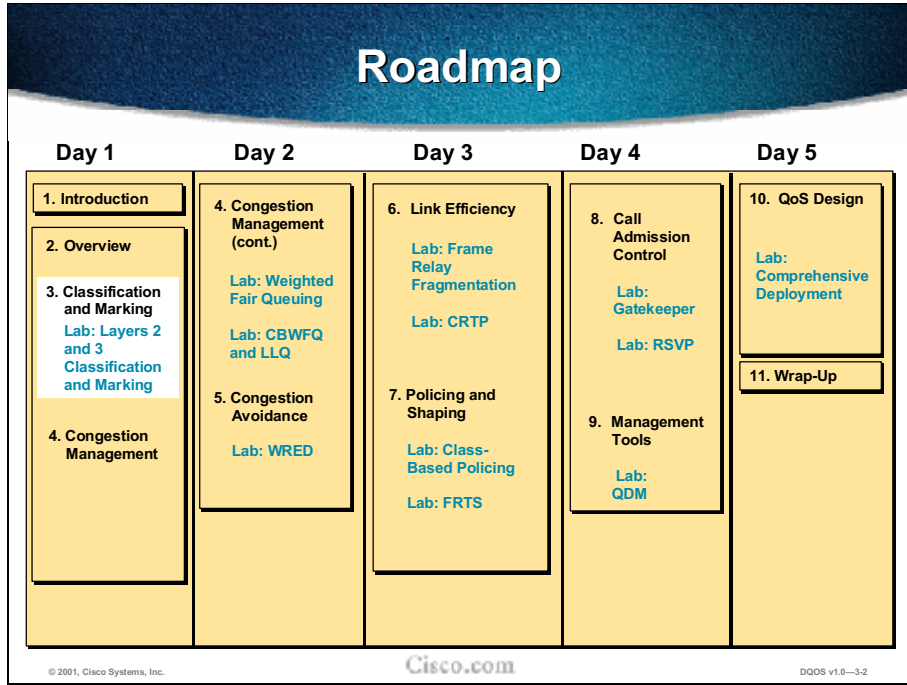 Roadmap
Day 1
Day 2
Day 3
Day 4
Day 5
1. Introduction
2. Overview
3. Classification
and Marking
Lab: Layers 2
and 3
Classification
and Marking
4. Congestion
Management
4. Congestion
Management
(cont.)
Lab: Weighted
Fair Queuing
Lab: CBWFQ
and LLQ
5. Congestion
Avoidance
Lab: WRED
6. Link Efficiency
Lab: Frame
Relay
Fragmentation
Lab: CRTP
7. Policing and
Shaping
Lab: Class-
Based Policing
Lab: FRTS
8. Call
Admission
Control
Lab:
Gatekeeper
Lab: RSVP
9. Management
Tools
Lab:
QDM
10. QoS Design
Lab:
Comprehensive
Deployment
11. Wrap-Up
© 2001, Cisco Systems, Inc.
Cisco.com
DQOS v1.0—3-2